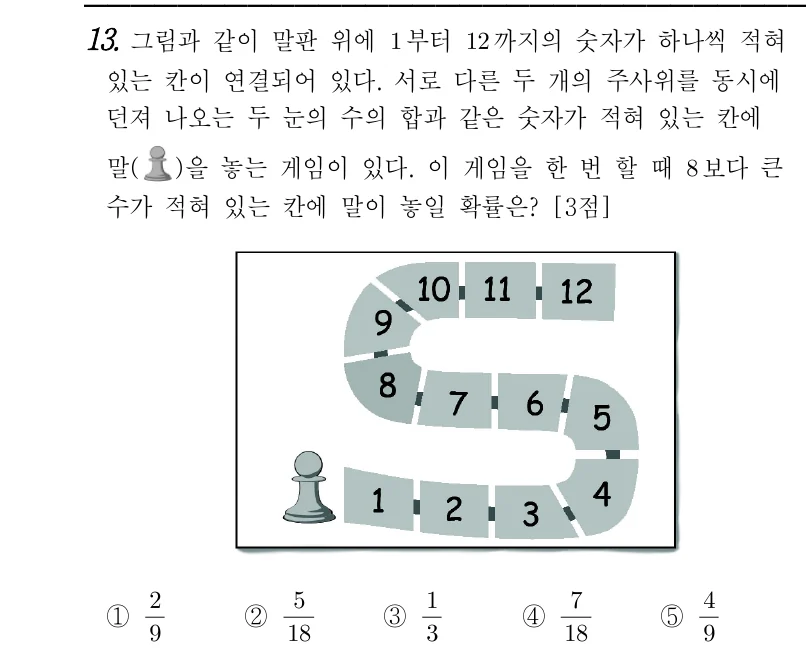 13. 그림과 같이 말판 위에 1부터 12까지의 숫자가 하나씩 적혀
있는 칸이 연결되어 있다. 서로 다른 두 개의 주사위를 동시에
던져 나오는 두 눈의 수의 합과 같은 숫자가 적혀 있는 칸에
말( )을 놓는 게임이 있다. 이 게임을 한 번 할 때 8보다 큰
수가 적혀 있는 칸에 말이 놓일 확률은? [3점]
10 11 12
9
8 7 6 5
1 2 3 4
① 2/9 ② 5/18 ③ 1/3 ④ 7/18 ⑤ 4/9